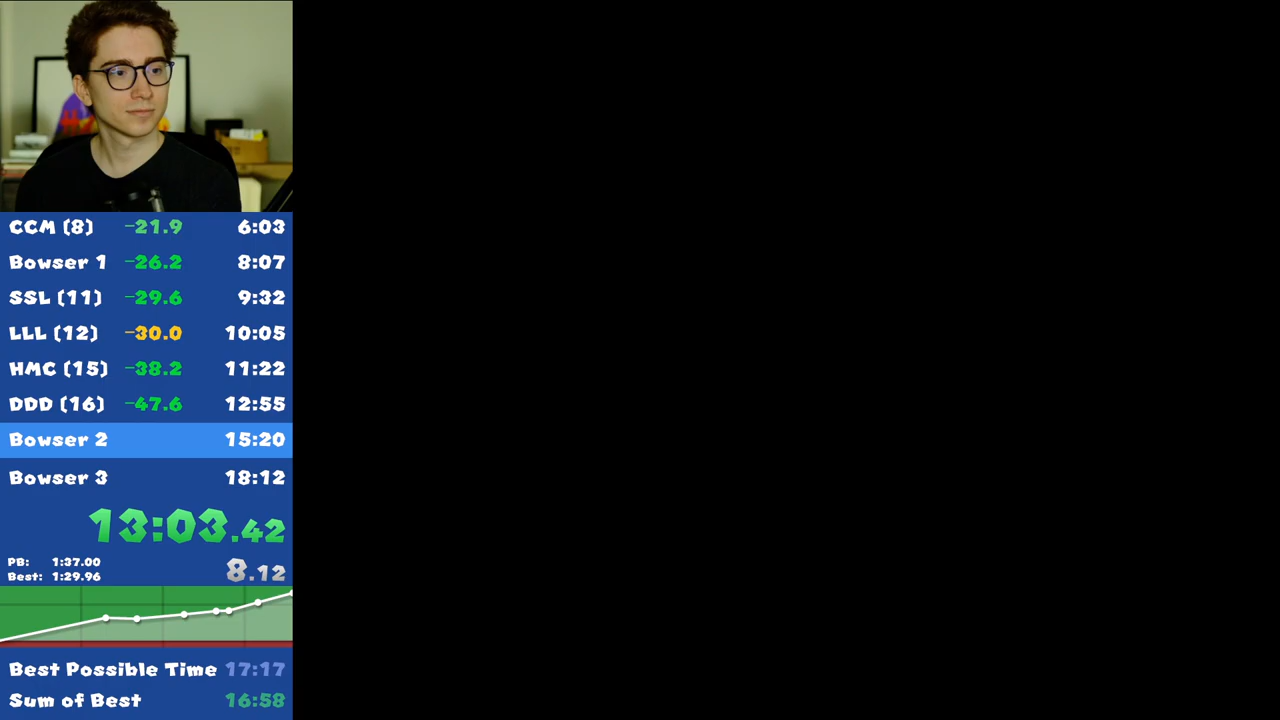 CCM (8) -21.9 6:03
Bowser 1 -26.2 8:07
SSL (11) -29.6 9:32
LLL (12) -30.0 10:05
HMC (15) -38.2 11:22
DDD (16) -47.6 12:55
Bowser 2 15:20
Bowser 3 18:12
13:03.42
PB: 1:37.00
Best: 1:29.96
8.12
Best Possible Time 17:17
Sum of Best 16:58